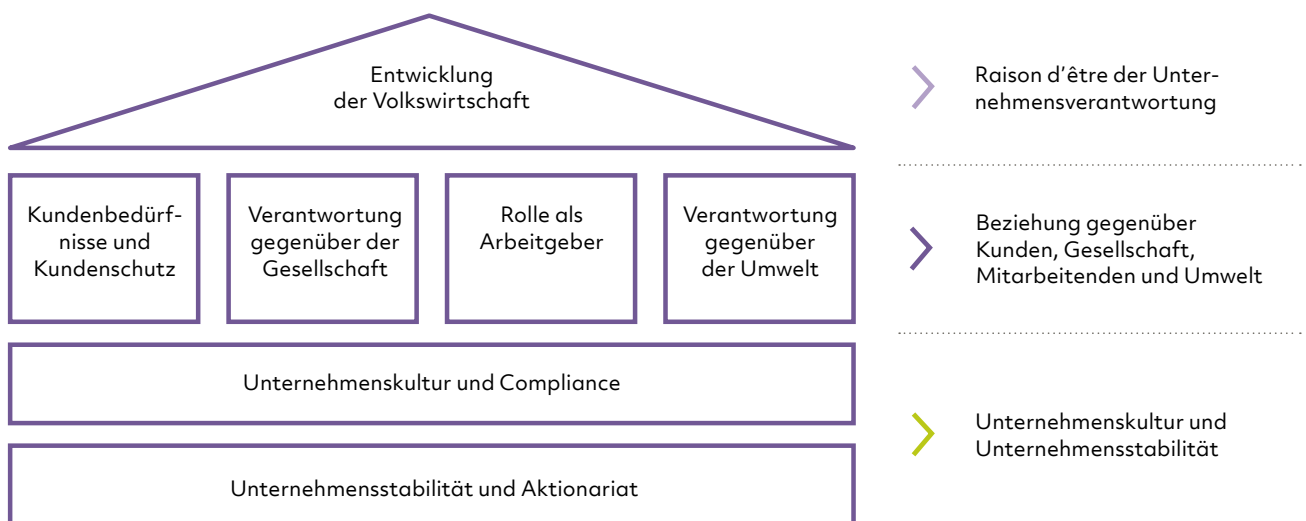 Entwicklung
der Volkswirtschaft
Raison d’être der Unter-
nehmensverantwortung
Kundenbedürf-
nisse und
Kundenschutz
Verantwortung
gegenüber der
Gesellschaft
Rolle als
Arbeitgeber
Verantwortung
gegenüber
der Umwelt
Beziehung gegenüber
Kunden, Gesellschaft,
Mitarbeitenden und Umwelt
Unternehmenskultur und Compliance
Unternehmensstabilität und Aktionariat
Unternehmenskultur und
Unternehmensstabilität